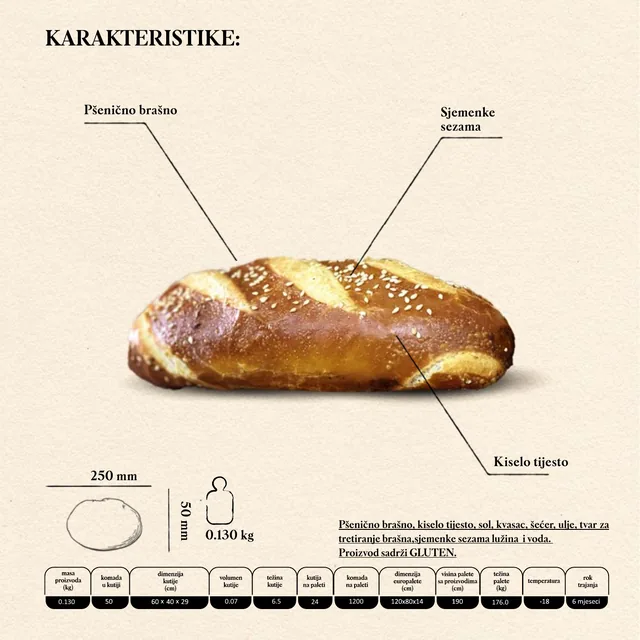 KARAKTERISTIKE:
Pšenično brašno
Sjemenke
sezama
Kiselo tijesto
250 mm
50 mm
0.130 kg
Pšenično brašno, kiselo tijesto, sol, kvasac, šećer, ulje, tvar za
tretiranje brašna,sjemenke sezama lužina i voda.
Proizvod sadrži GLUTEN.
masa
proizvoda
(kg)
0.130
komada
u kutiji
50
dimenzija
kutije
(cm)
60 x 40 x 29
volumen
kutije
0.07
težina
kutije
6.5
kutija
na paleti
24
komada
na paleti
1200
dimenzija
europalete
(cm)
120x80x14
visina palete
sa proizvodima
(cm)
190
težina
palete
(kg)
176.0
temperatura
-18
rok
trajanja
6 mjeseci